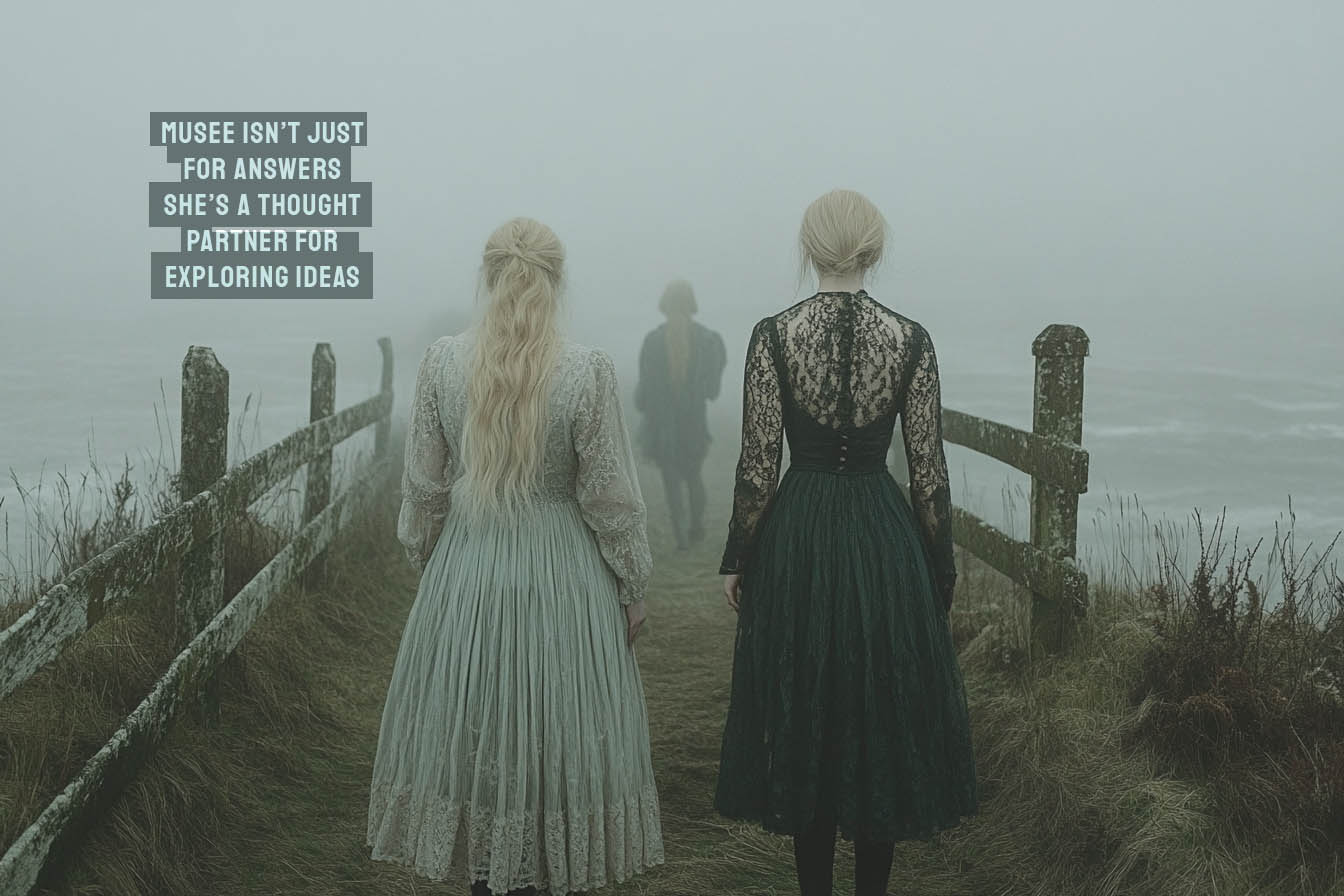 MUSEE ISN'T JUST
FOR ANSWERS
SHE'S A THOUGHT
PARTNER FOR
EXPLORING IDEAS